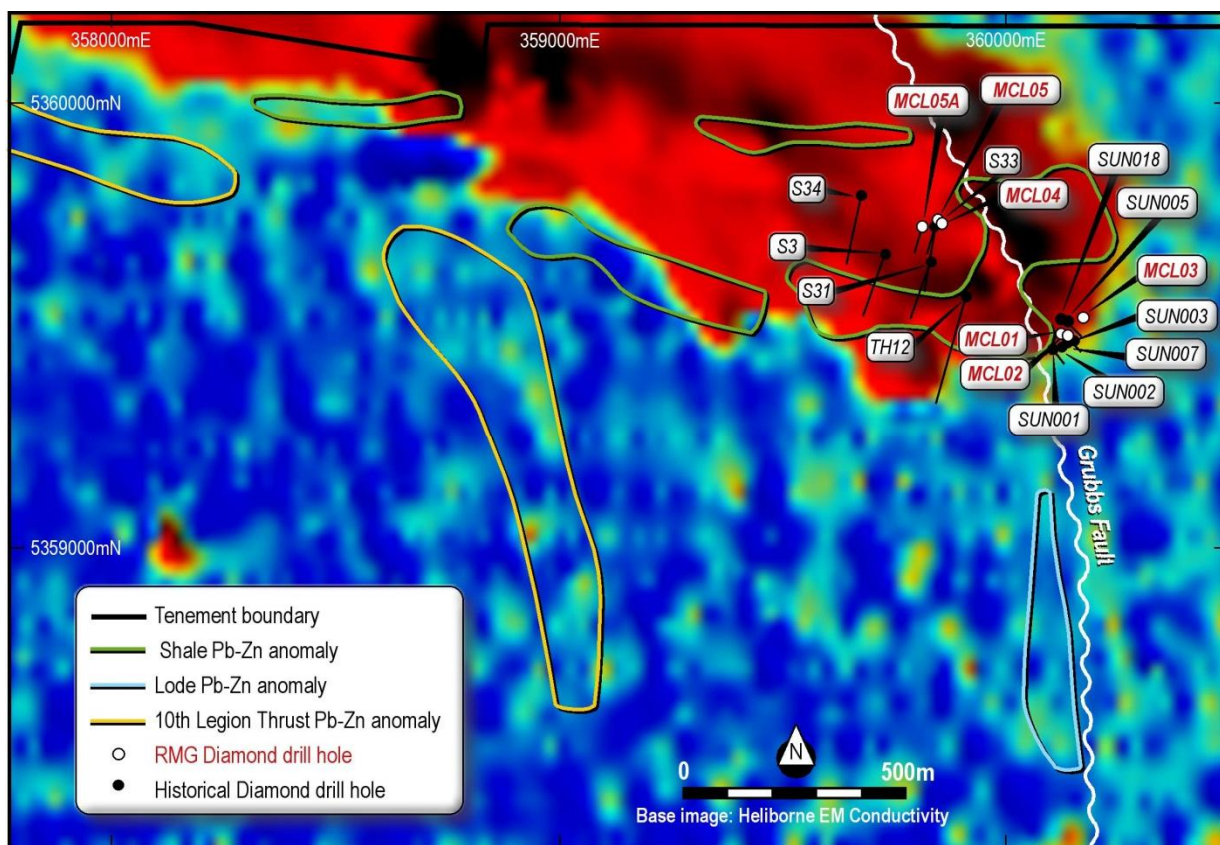 358000mE
359000mE
360000mE
5360000mN
MCL05A
MCL05
S33
SUN018
MCL04
S34
SUN005
S3
MCL03
S31
SUN003
TH12
MCL01
SUN007
MCL02
SUN002
SUN001
Grubbs Fault
5359000mN
Tenement boundary
Shale Pb-Zn anomaly
Lode Pb-Zn anomaly
10th Legion Thrust Pb-Zn anomaly
RMG Diamond drill hole
Historical Diamond drill hole
N
0 500m
Base image: Heliborne EM Conductivity